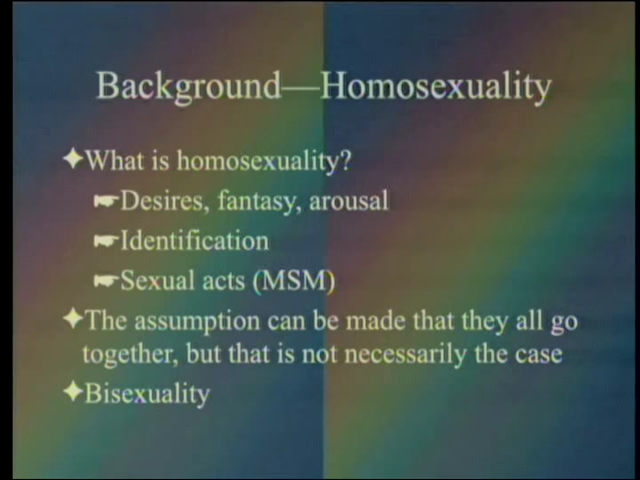 Background—Homosexuality
✦What is homosexuality?
☛Desires, fantasy, arousal
☛Identification
☛Sexual acts (MSM)
✦The assumption can be made that they all go
together, but that is not necessarily the case
✦Bisexuality